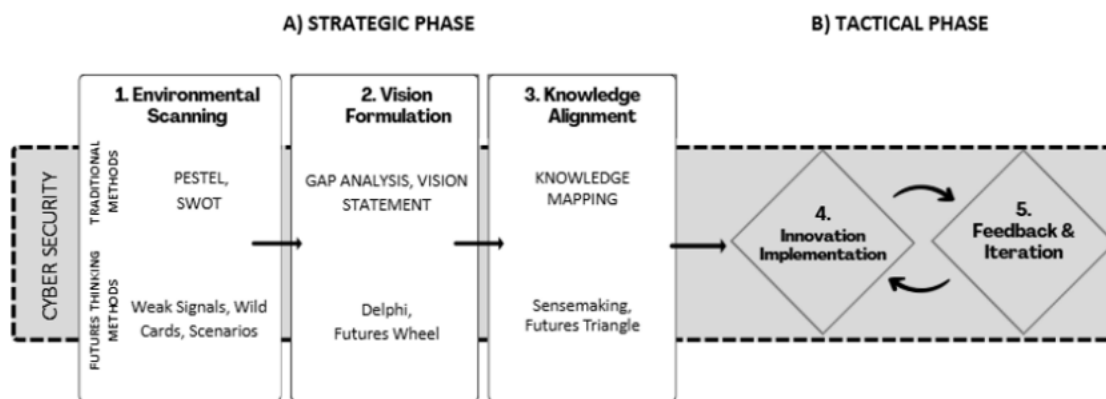 A) STRATEGIC PHASE
B) TACTICAL PHASE
1. Environmental
Scanning
2. Vision
Formulation
3. Knowledge
Alignment
CYBER SECURITY
TRADITIONAL
METHODS
PESTEL,
SWOT
GAP ANALYSIS, VISION
STATEMENT
KNOWLEDGE
MAPPING
FUTURES THINKING
METHODS
Weak Signals, Wild
Cards, Scenarios
Delphi,
Futures Wheel
Sensemaking,
Futures Triangle
4.
Innovation
Implementation
5.
Feedback &
Iteration